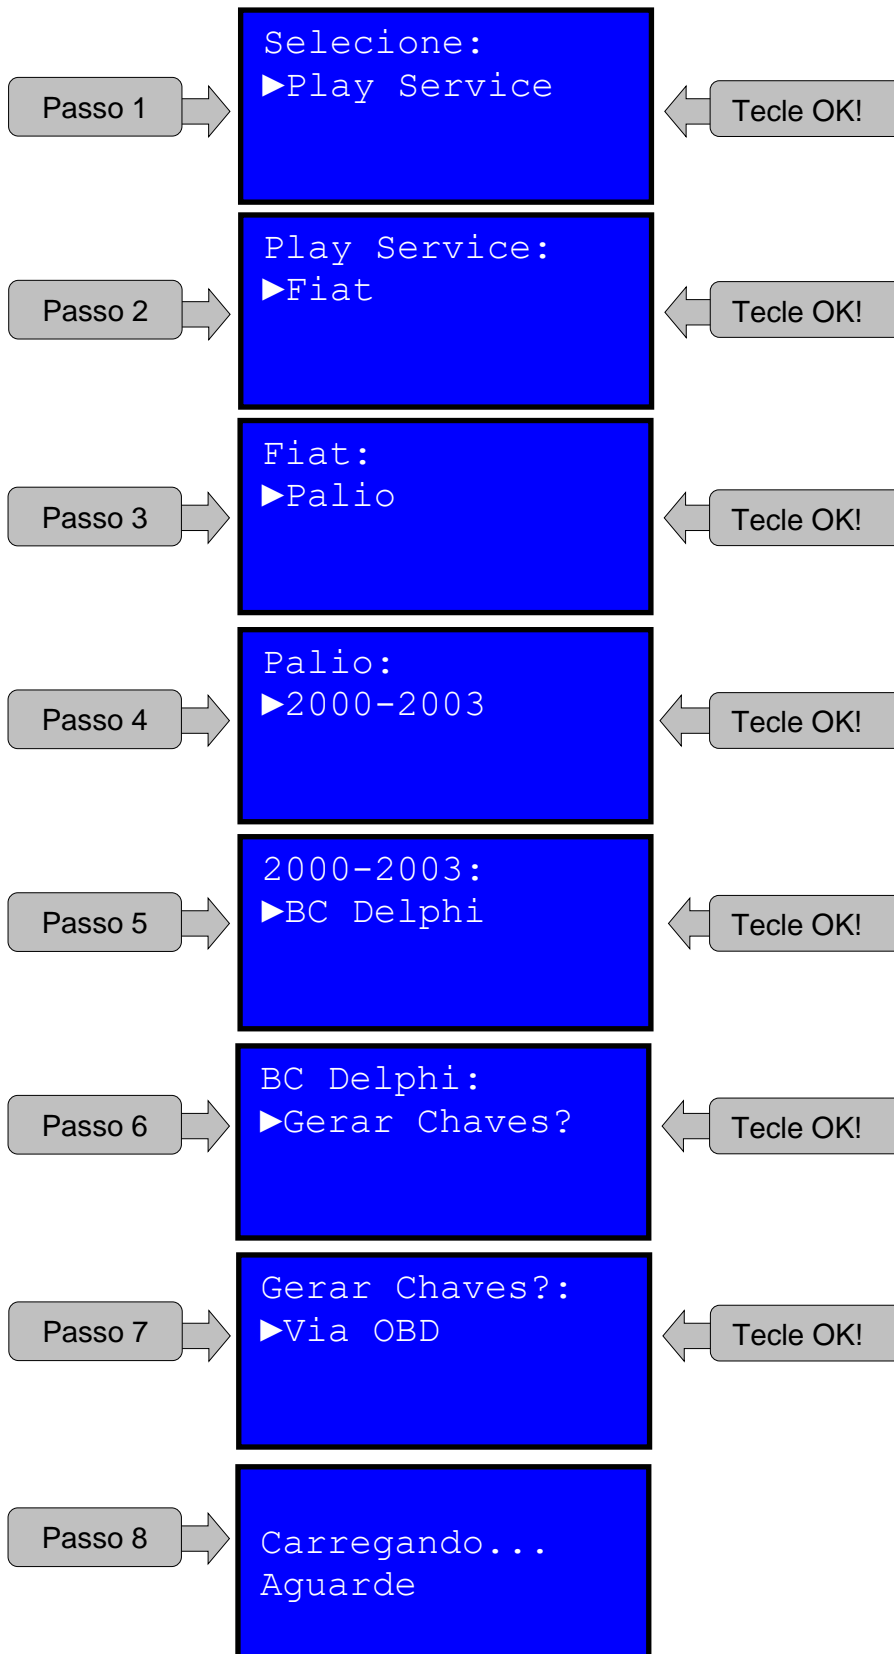 Selecione:
►Play Service
Passo 1
Tecle OK!
Play Service:
►Fiat
Passo 2
Tecle OK!
Fiat:
►Palio
Passo 3
Tecle OK!
Palio:
►2000-2003
Passo 4
Tecle OK!
2000-2003:
►BC Delphi
Passo 5
Tecle OK!
BC Delphi:
►Gerar Chaves?
Passo 6
Tecle OK!
Gerar Chaves?:
►Via OBD
Passo 7
Tecle OK!
Passo 8
Carregando...
Aguarde